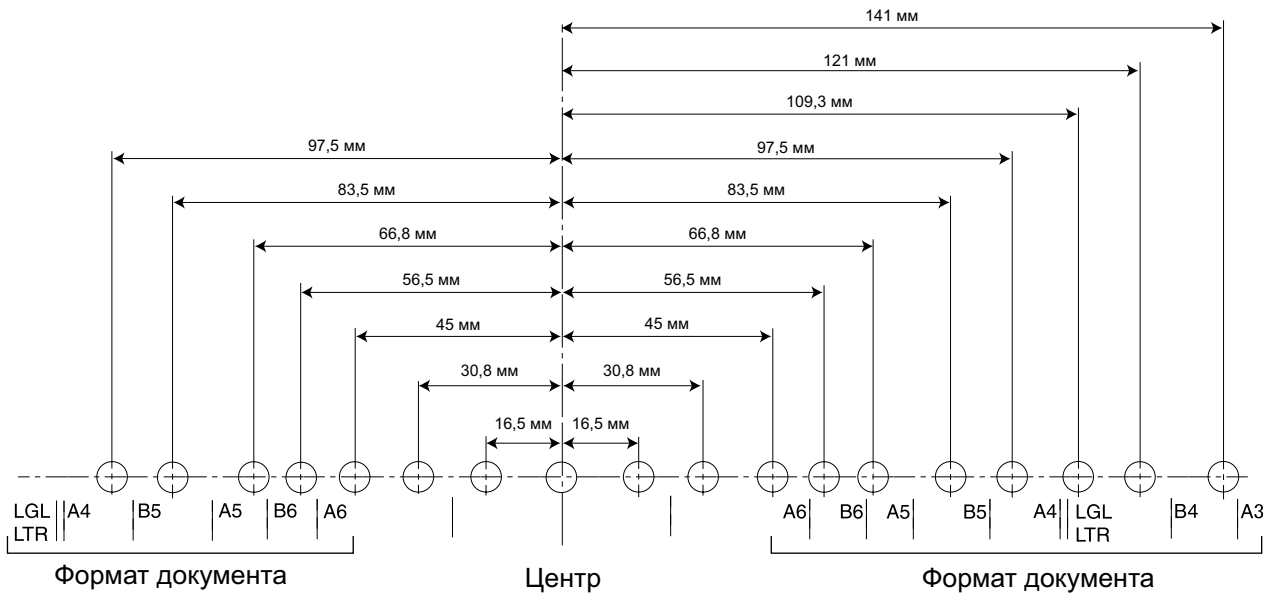 141 мм
121 мм
109,3 мм
97,5 мм 97,5 мм
83,5 мм 83,5 мм
66,8 мм 66,8 мм
56,5 мм 56,5 мм
45 мм 45 мм
30,8 мм 30,8 мм
16,5 мм 16,5 мм
LGL A4 B5 A5 B6 A6 A6 B6 A5 B5 A4 LGL B4 A3
LTR LTR
Формат документа Центр Формат документа